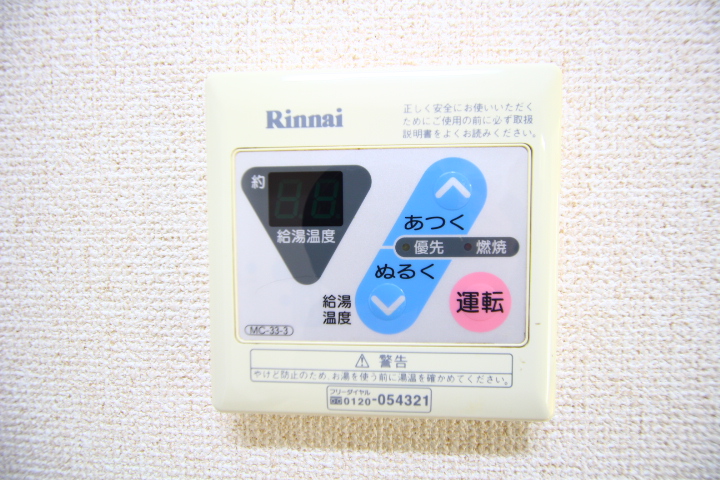 Rinnai
正しく安全にお使いいただく
ためにご使用の前に必ず取扱
説明書をよくお読みください。
約
給湯温度
あつく
優先 燃焼
ぬるく
給湯
温度
運転
MC-33-3
⚠ 警告
やけど防止のため、お湯を使う前に湯温を確かめてください。
フリーダイヤル
0120-054321